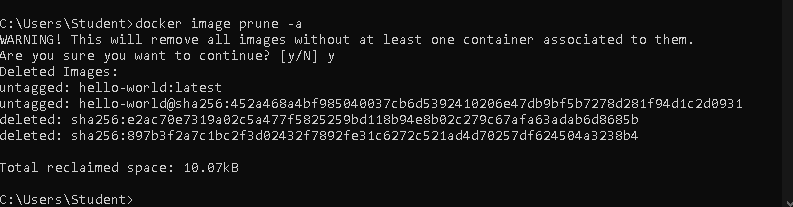 C:\Users\Student>docker image prune -a
WARNING! This will remove all images without at least one container associated to them.
Are you sure you want to continue? [y/N] y
Deleted Images:
untagged: hello-world:latest
untagged: hello-world@sha256:452a468a4bf985040037cb6d5392410206e47db9bf5b7278d281f94d1c2d0931
deleted: sha256:e2ac70e7319a02c5a477f5825259bd118b94e8b02c279c67afa63adab6d8685b
deleted: sha256:897b3f2a7c1bc2f3d02432f7892fe31c6272c521ad4d70257df624504a3238b4
Total reclaimed space: 10.07kB
C:\Users\Student>